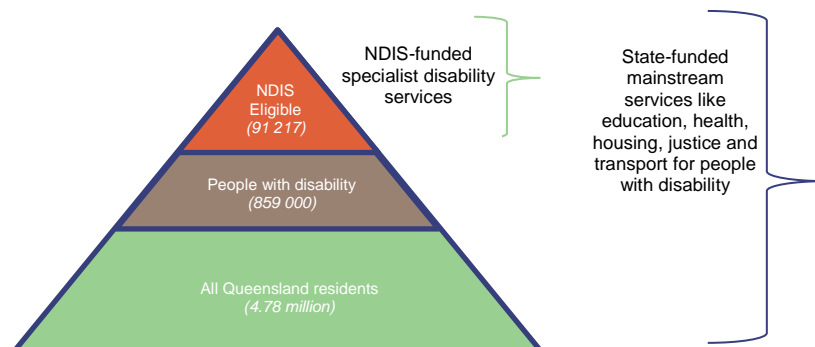 NDIS
Eligible
(91 217)
People with disability
(859 000)
All Queensland residents
(4.78 million)
NDIS-funded
specialist disability
services
State-funded
mainstream
services like
education, health,
housing, justice and
transport for people
with disability